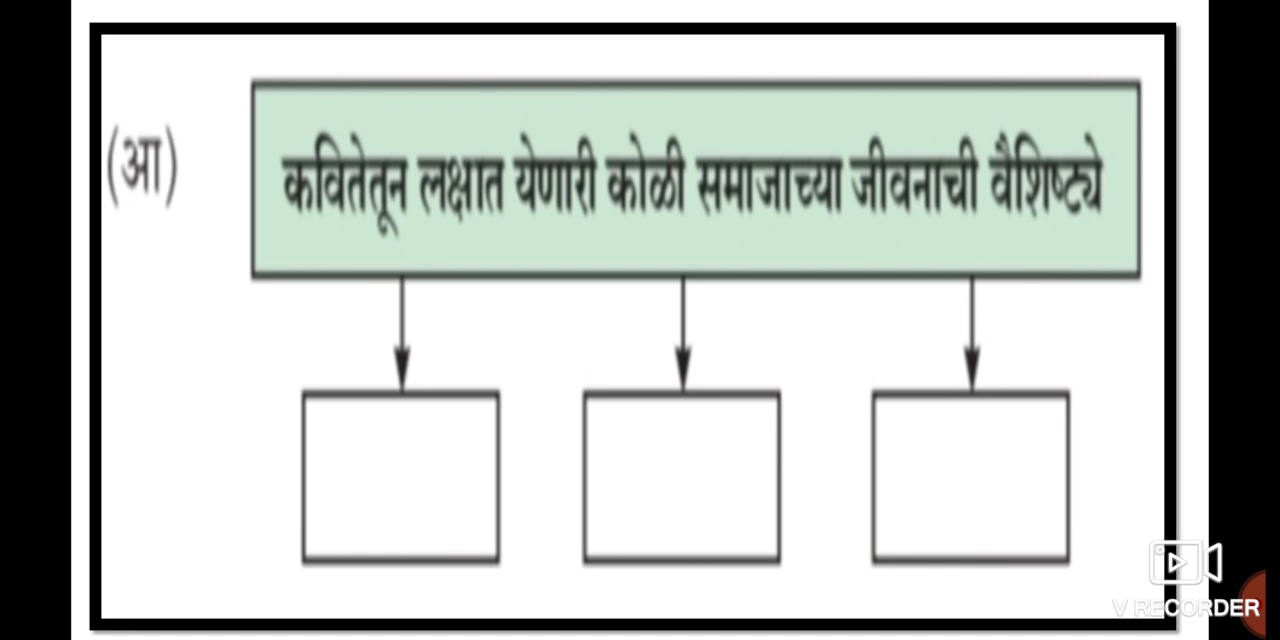 (आ)
कवितेतून लक्षात येणारी कोळी समाजाच्या जीवनाची वैशिष्ट्ये
V RECORDER